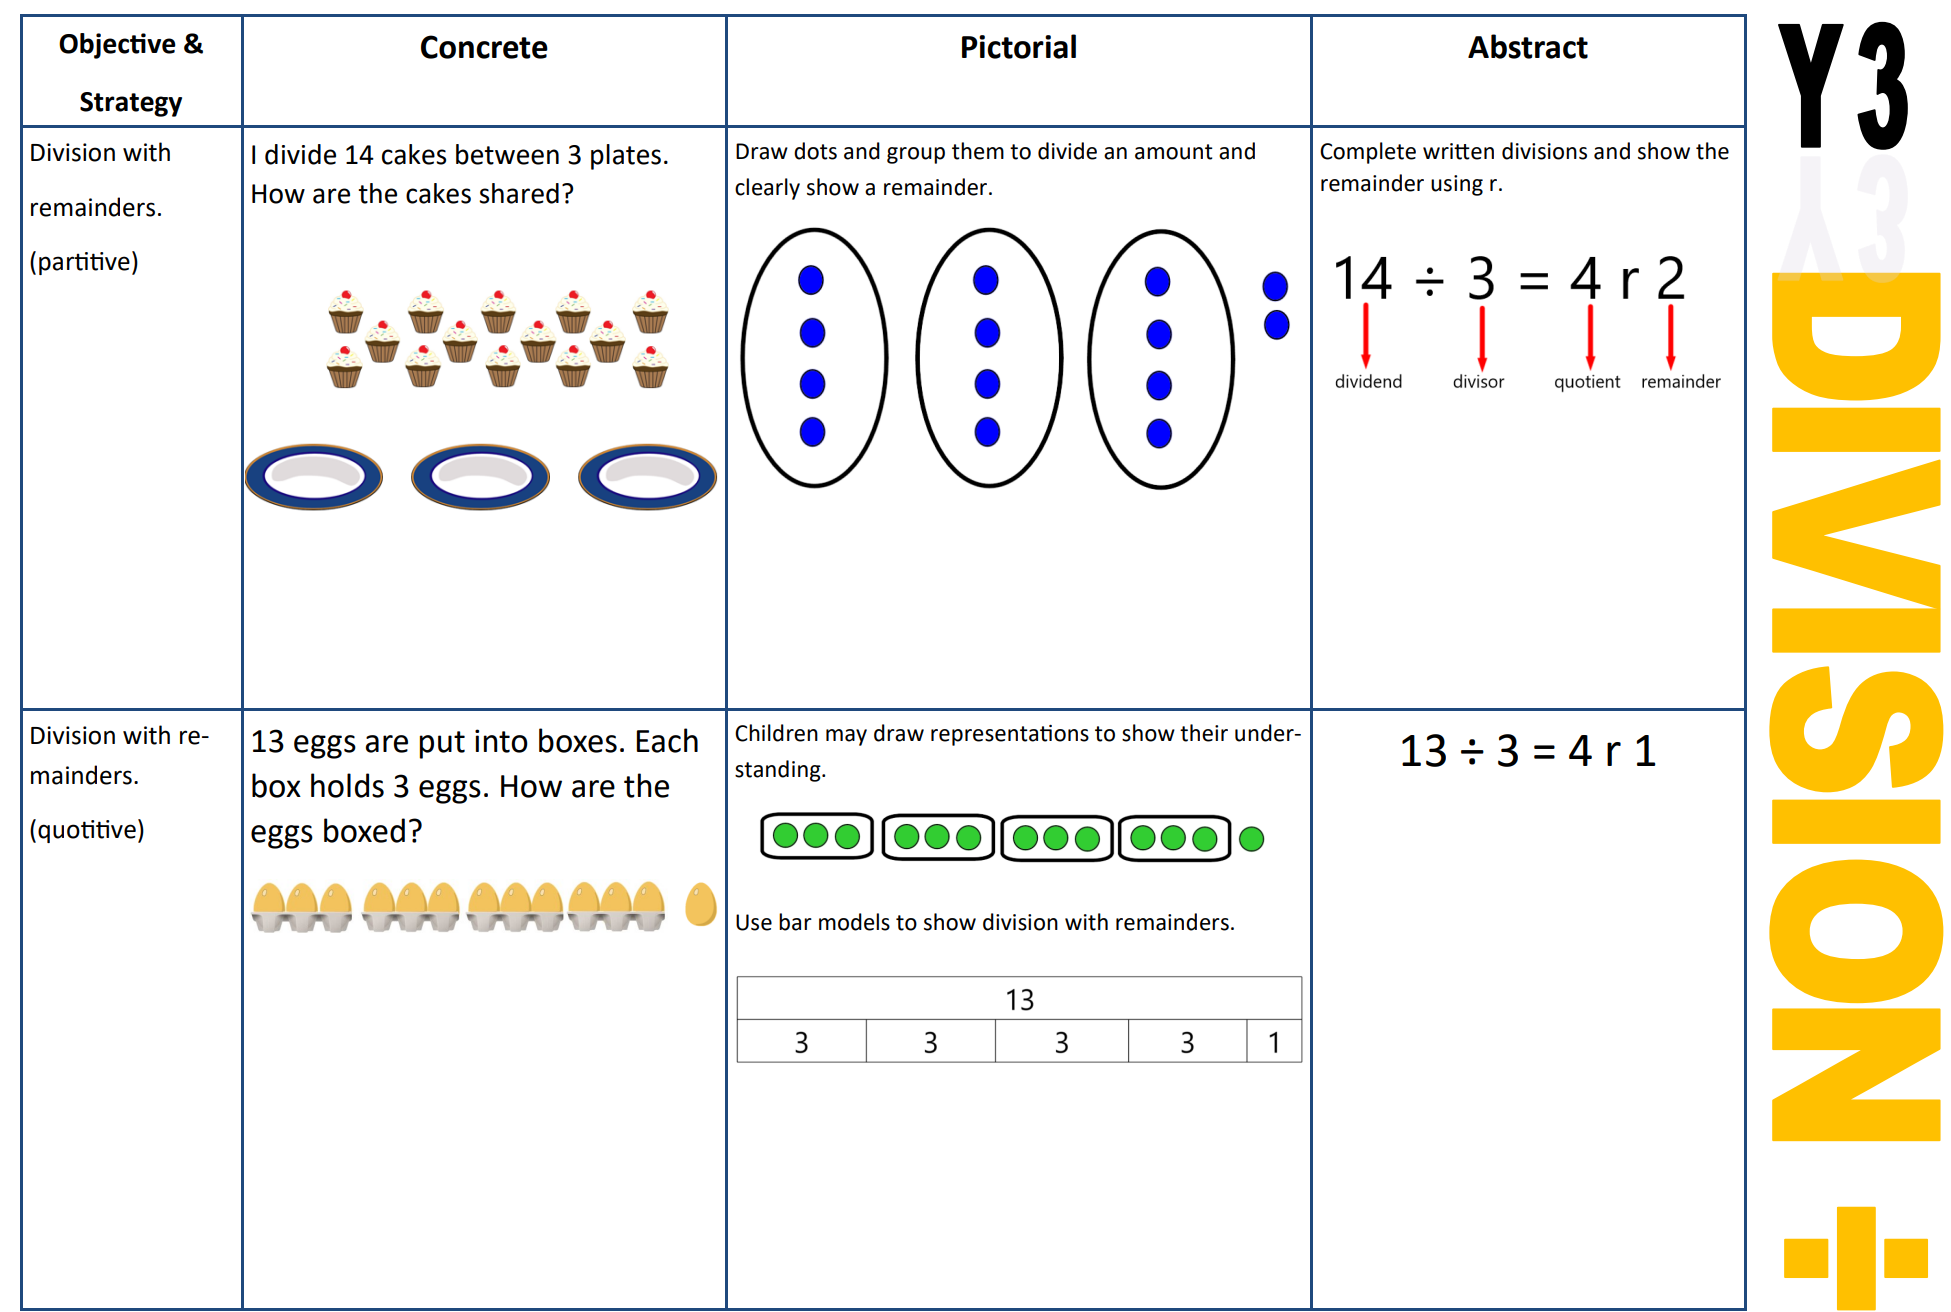 Objective &
Strategy
Concrete
Pictorial
Abstract
Division with
remainders.
(partitive)
I divide 14 cakes between 3 plates.
How are the cakes shared?
Draw dots and group them to divide an amount and
clearly show a remainder.
Complete written divisions and show the
remainder using r.
14 ÷ 3 = 4 r 2
dividend divisor quotient remainder
Division with re-
mainders.
(quotitive)
13 eggs are put into boxes. Each
box holds 3 eggs. How are the
eggs boxed?
Children may draw representations to show their under-
standing.
Use bar models to show division with remainders.
13
3 3 3 3 1
13 ÷ 3 = 4 r 1
Y3
DIVISION ÷